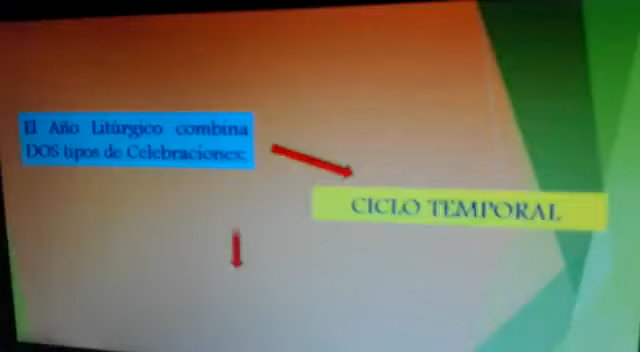 El Año Litúrgico combina
DOS tipos de Celebraciones:
CICLO TEMPORAL